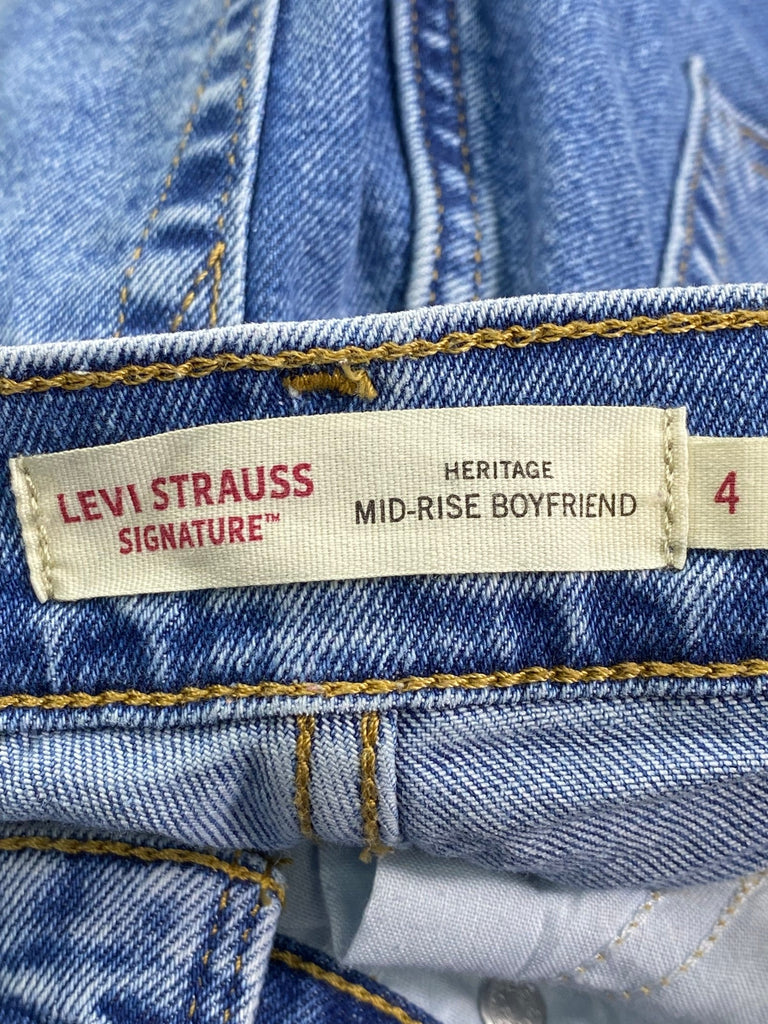 LEVI STRAUSS
SIGNATURE™
HERITAGE
MID-RISE BOYFRIEND
4